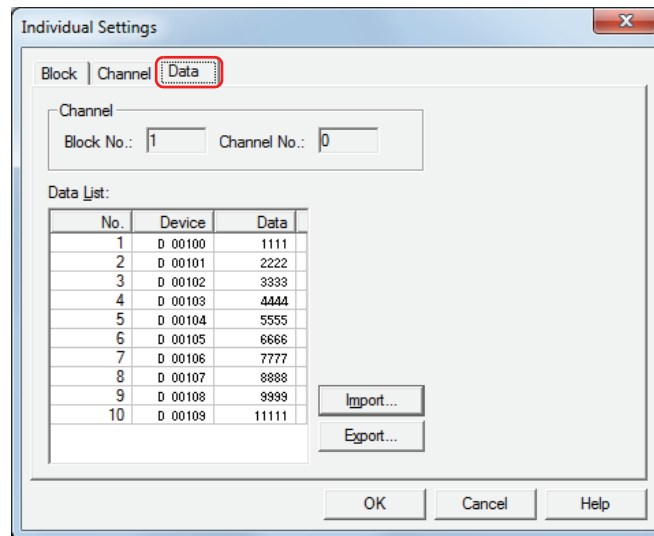 Individual Settings
Block Channel Data
Channel
Block No.: 1 Channel No.: 0
Data List:
No. Device Data
1 D 00100 1111
2 D 00101 2222
3 D 00102 3333
4 D 00103 4444
5 D 00104 5555
6 D 00105 6666
7 D 00106 7777
8 D 00107 8888
9 D 00108 9999
10 D 00109 11111
Import...
Export...
OK Cancel Help